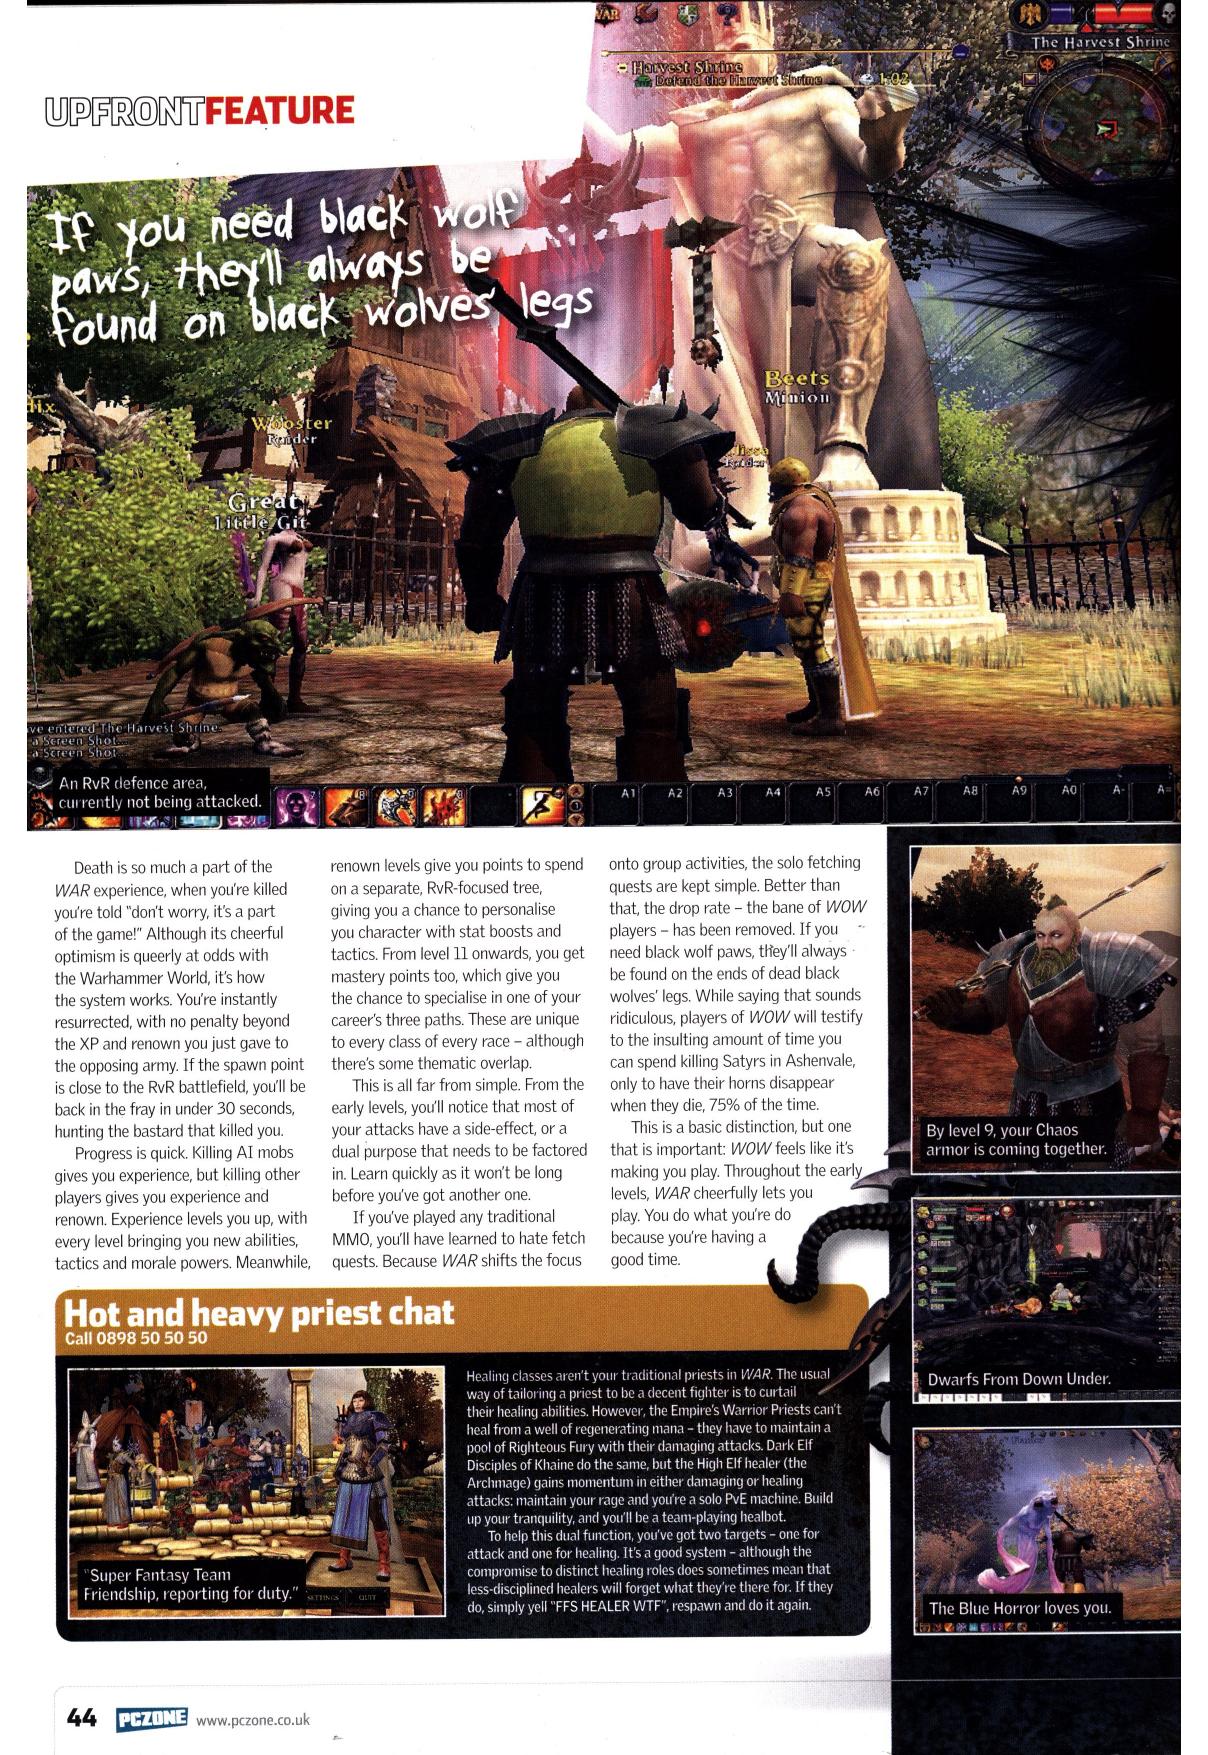 UPFRONTFEATURE
WAR
Harvest Shrine
Defend the Harvest Shrine
1:02
The Harvest Shrine
If you need black wolf
paws, they'll always be
found on black wolves' legs
dix
Wooster
Raider
Great
Little Git
Beets
Minion
've entered The Harvest Shrine.
a Screen Shot...
a Screen Shot...
An RvR defence area,
currently not being attacked.
A1 A2 A3 A4 A5 A6 A7 A8 A9 A0 A- A=
Death is so much a part of the
WAR experience, when you're killed
you're told "don't worry, it's a part
of the game!" Although its cheerful
optimism is queerly at odds with
the Warhammer World, it's how
the system works. You're instantly
resurrected, with no penalty beyond
the XP and renown you just gave to
the opposing army. If the spawn point
is close to the RvR battlefield, you'll be
back in the fray in under 30 seconds,
hunting the bastard that killed you.
Progress is quick. Killing AI mobs
gives you experience, but killing other
players gives you experience and
renown. Experience levels you up, with
every level bringing you new abilities,
tactics and morale powers. Meanwhile,
renown levels give you points to spend
on a separate, RvR-focused tree,
giving you a chance to personalise
you character with stat boosts and
tactics. From level 11 onwards, you get
mastery points too, which give you
the chance to specialise in one of your
career's three paths. These are unique
to every class of every race – although
there's some thematic overlap.
This is all far from simple. From the
early levels, you'll notice that most of
your attacks have a side-effect, or a
dual purpose that needs to be factored
in. Learn quickly as it won't be long
before you've got another one.
If you've played any traditional
MMO, you'll have learned to hate fetch
quests. Because WAR shifts the focus
onto group activities, the solo fetching
quests are kept simple. Better than
that, the drop rate – the bane of WOW
players – has been removed. If you
need black wolf paws, they'll always
be found on the ends of dead black
wolves' legs. While saying that sounds
ridiculous, players of WOW will testify
to the insulting amount of time you
can spend killing Satyrs in Ashenvale,
only to have their horns disappear
when they die, 75% of the time.
This is a basic distinction, but one
that is important: WOW feels like it's
making you play. Throughout the early
levels, WAR cheerfully lets you
play. You do what you're do
because you're having a
good time.
By level 9, your Chaos
armor is coming together.
Dwarfs From Down Under.
The Blue Horror loves you.
Hot and heavy priest chat
Call 0898 50 50 50
"Super Fantasy Team
Friendship, reporting for duty."
SETTINGS QUIT
Healing classes aren't your traditional priests in WAR. The usual
way of tailoring a priest to be a decent fighter is to curtail
their healing abilities. However, the Empire's Warrior Priests can't
heal from a well of regenerating mana – they have to maintain a
pool of Righteous Fury with their damaging attacks. Dark Elf
Disciples of Khaine do the same, but the High Elf healer (the
Archmage) gains momentum in either damaging or healing
attacks: maintain your rage and you're a solo PvE machine. Build
up your tranquility, and you'll be a team-playing healbot.
To help this dual function, you've got two targets – one for
attack and one for healing. It's a good system – although the
compromise to distinct healing roles does sometimes mean that
less-disciplined healers will forget what they're there for. If they
do, simply yell "FFS HEALER WTF", respawn and do it again.
44 PCZONE www.pczone.co.uk